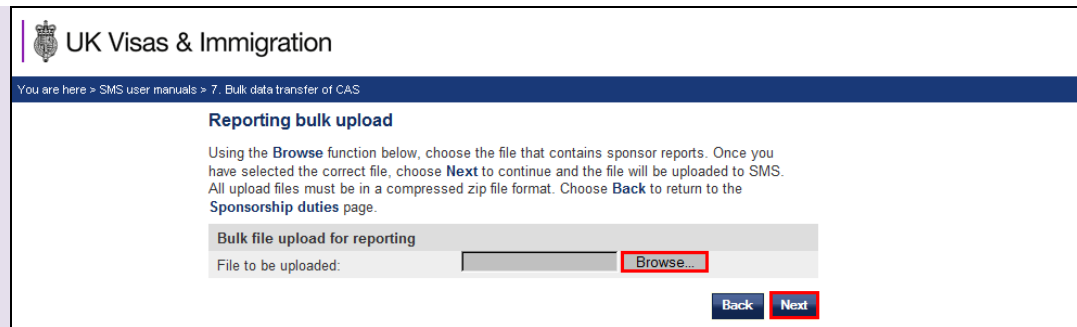 UK Visas & Immigration
You are here > SMS user manuals > 7. Bulk data transfer of CAS
Reporting bulk upload
Using the Browse function below, choose the file that contains sponsor reports. Once you
have selected the correct file, choose Next to continue and the file will be uploaded to SMS.
All upload files must be in a compressed zip file format. Choose Back to return to the
Sponsorship duties page.
Bulk file upload for reporting
File to be uploaded: Browse...
Back Next